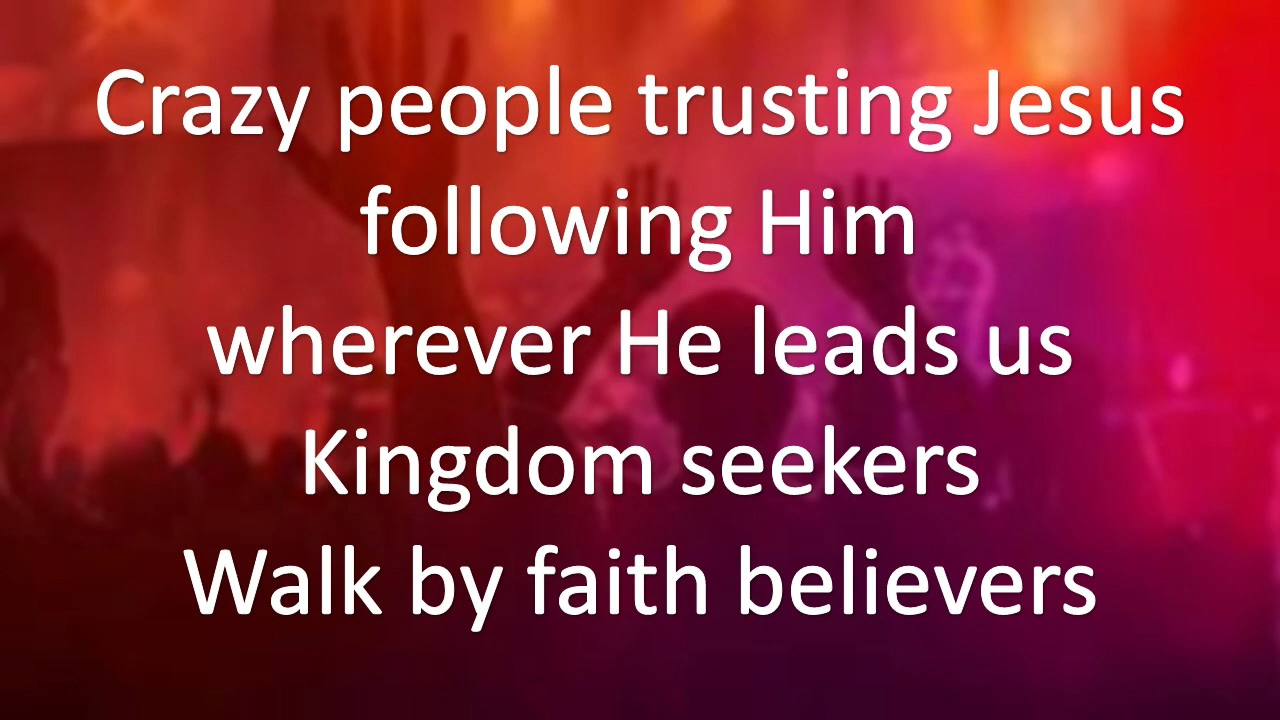 Crazy people trusting Jesus
following Him
wherever He leads us
Kingdom seekers
Walk by faith believers